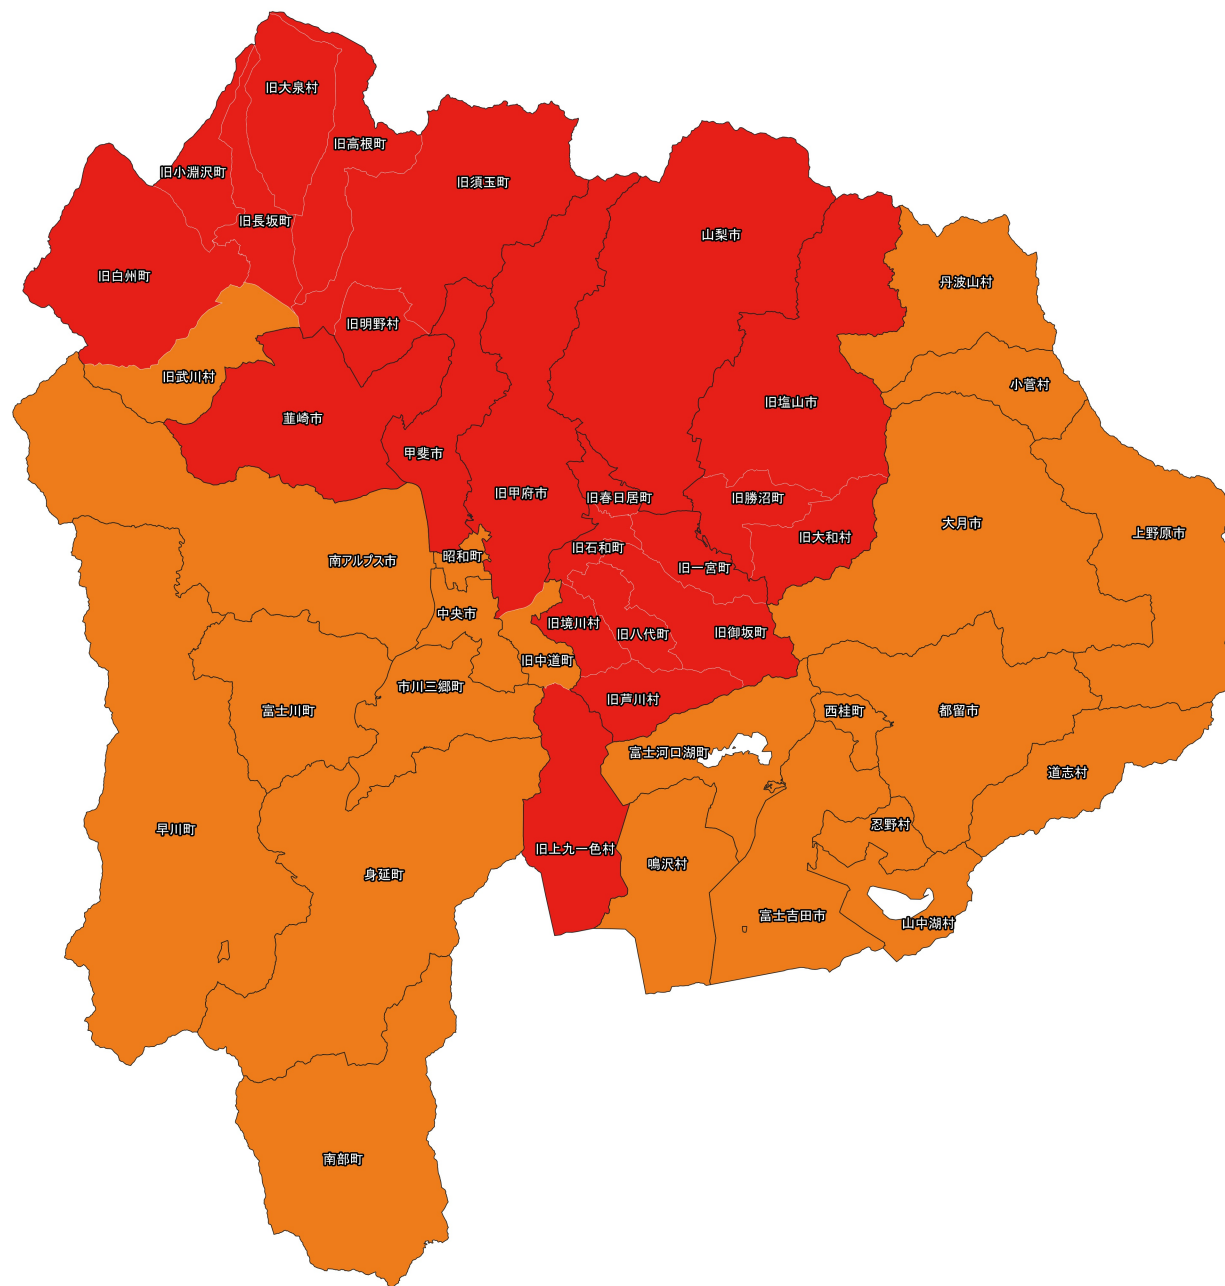 旧大泉村
旧高根町
旧小淵沢町
旧須玉町
旧長坂町
山梨市
旧白州町
丹波山村
旧明野村
旧武川村
小菅村
旧塩山市
韮崎市
甲斐市
旧甲府市
旧春日居町
旧勝沼町
大月市
上野原市
旧大和村
旧石和町
昭和町
南アルプス市
旧一宮町
中央市
旧境川村
旧八代町
旧御坂町
旧中道町
市川三郷町
旧芦川村
富士川町
西桂町
都留市
富士河口湖町
道志村
早川町
忍野村
旧上九一色村
鳴沢村
身延町
富士吉田市
山中湖村
南部町